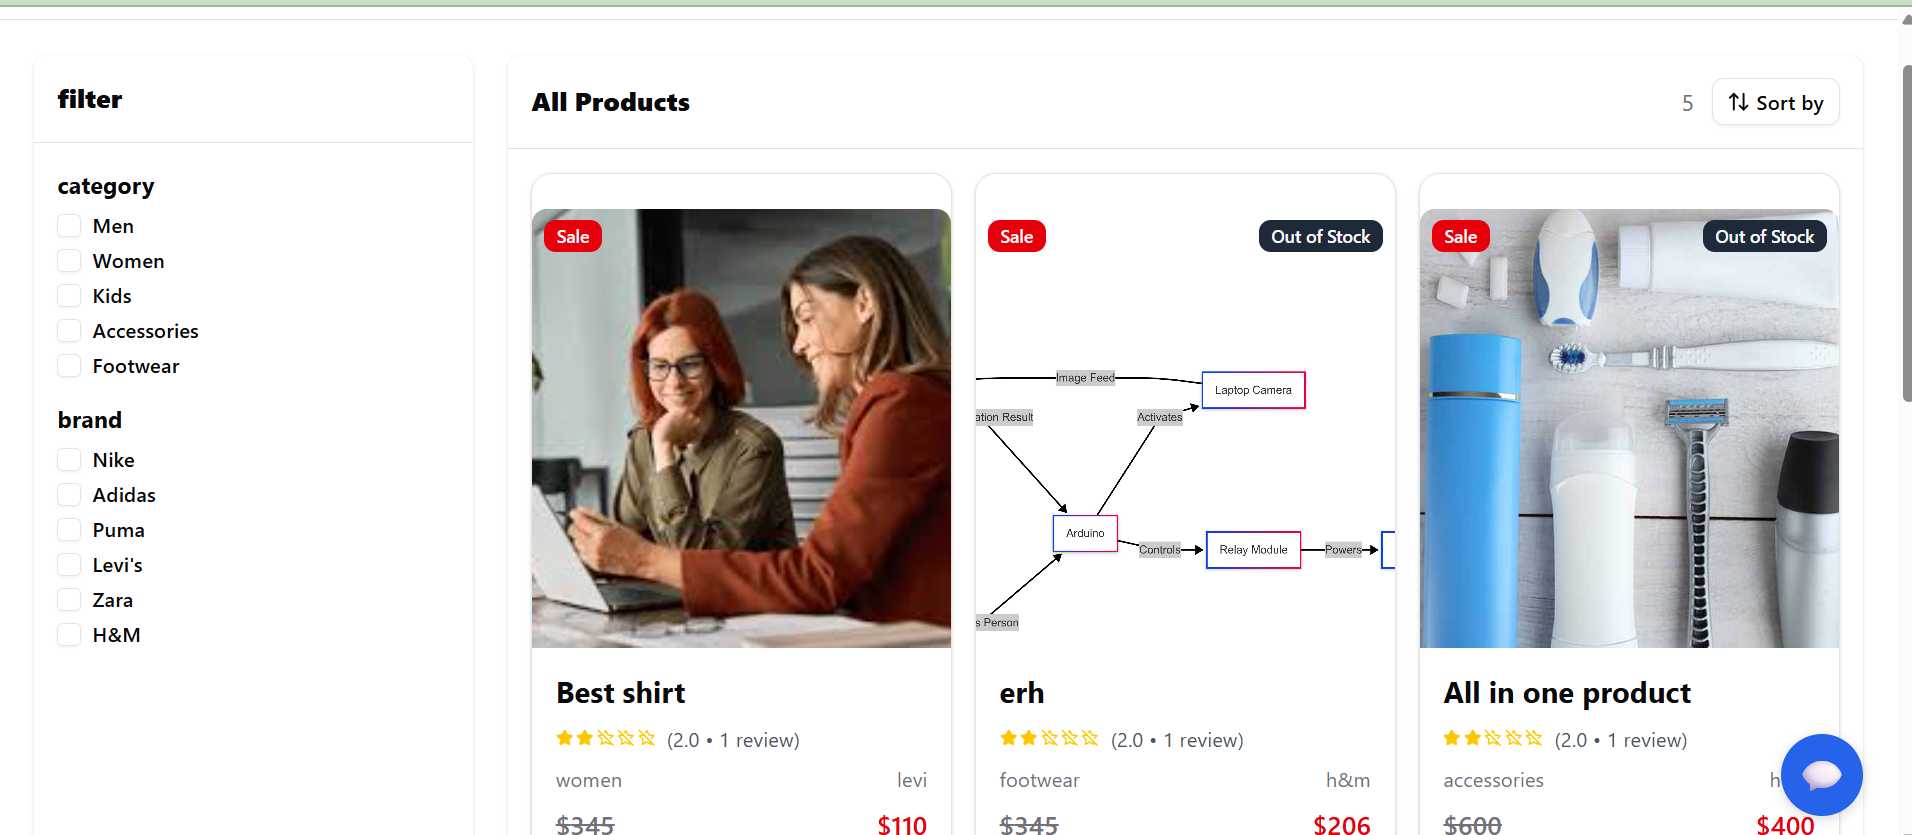 filter
category
Men
Women
Kids
Accessories
Footwear
brand
Nike
Adidas
Puma
Levi's
Zara
H&M
All Products
5
Sort by
Sale
Best shirt
(2.0 • 1 review)
women levi
$345 $110
Sale
Out of Stock
Image Feed
Laptop Camera
ation Result
Activates
Arduino
Controls
Relay Module
Powers
s Person
erh
(2.0 • 1 review)
footwear h&m
$345 $206
Sale
Out of Stock
All in one product
(2.0 • 1 review)
accessories h
$600 $400